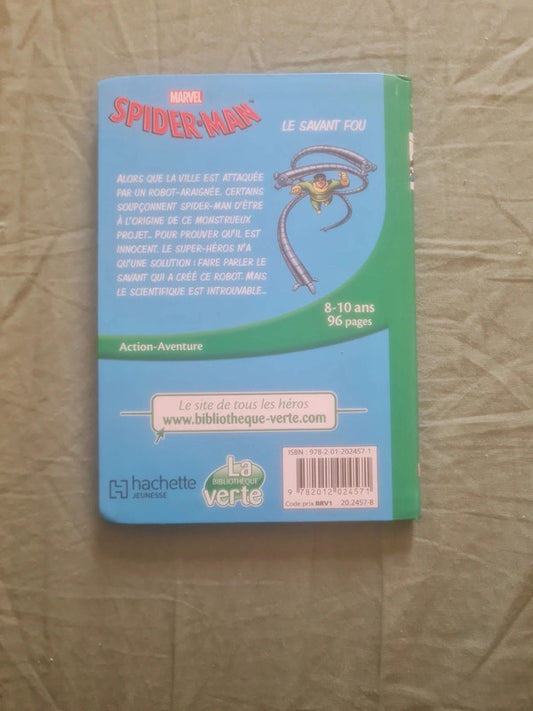 MARVEL
SPIDER-MAN™
LE SAVANT FOU
ALORS QUE LA VILLE EST ATTAQUÉE
PAR UN ROBOT-ARAIGNÉE, CERTAINS
SOUPÇONNENT SPIDER-MAN D'ÊTRE
À L'ORIGINE DE CE MONSTRUEUX
PROJET... POUR PROUVER QU'IL EST
INNOCENT, LE SUPER-HÉROS N'A
QU'UNE SOLUTION : FAIRE PARLER LE
SAVANT QUI A CRÉÉ CE ROBOT. MAIS
LE SCIENTIFIQUE EST INTROUVABLE...
8-10 ans
96 pages
Action-Aventure
Le site de tous les héros
www.bibliotheque-verte.com
hachette
JEUNESSE
La
BIBLIOTHÈQUE
verte
ISBN : 978-2-01-202457-1
9 782012 024571
Code prix BRV1 20.2457-8